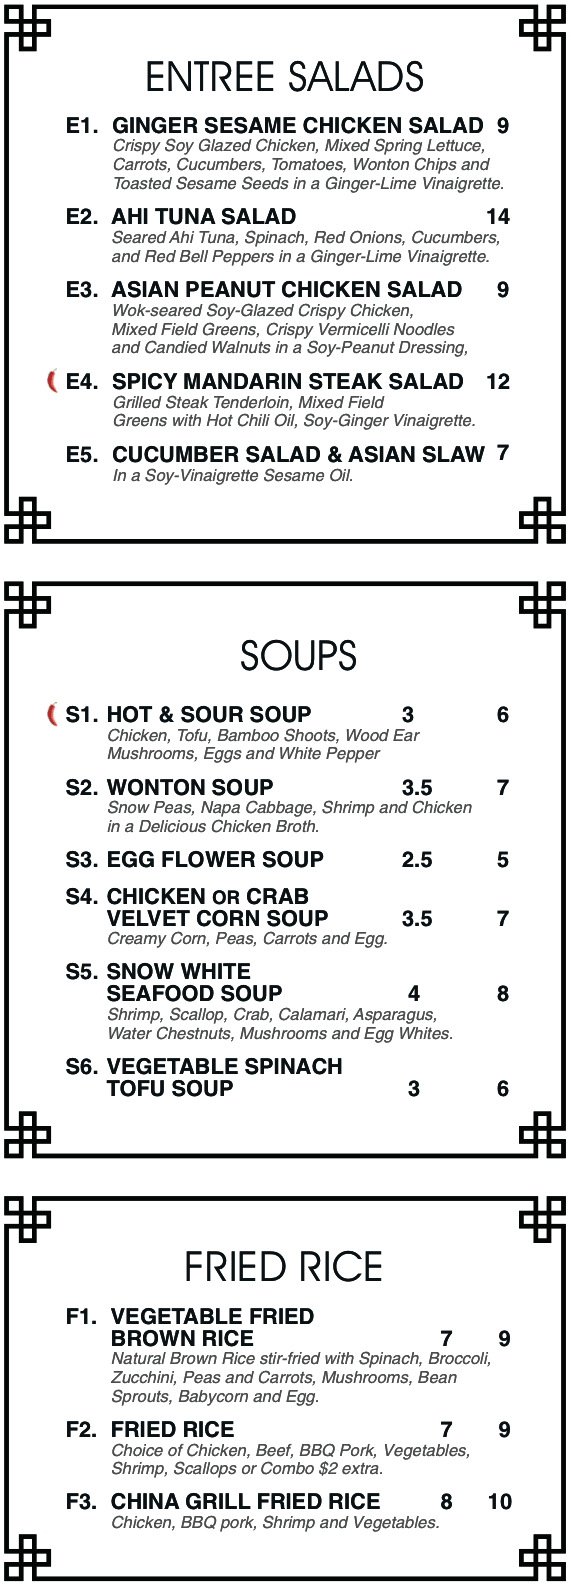 ENTREE SALADS
E1. GINGER SESAME CHICKEN SALAD 9
Crispy Soy Glazed Chicken, Mixed Spring Lettuce,
Carrots, Cucumbers, Tomatoes, Wonton Chips and
Toasted Sesame Seeds in a Ginger-Lime Vinaigrette.
E2. AHI TUNA SALAD 14
Seared Ahi Tuna, Spinach, Red Onions, Cucumbers,
and Red Bell Peppers in a Ginger-Lime Vinaigrette.
E3. ASIAN PEANUT CHICKEN SALAD 9
Wok-seared Soy-Glazed Crispy Chicken,
Mixed Field Greens, Crispy Vermicelli Noodles
and Candied Walnuts in a Soy-Peanut Dressing,
E4. SPICY MANDARIN STEAK SALAD 12
Grilled Steak Tenderloin, Mixed Field
Greens with Hot Chili Oil, Soy-Ginger Vinaigrette.
E5. CUCUMBER SALAD & ASIAN SLAW 7
In a Soy-Vinaigrette Sesame Oil.
SOUPS
S1. HOT & SOUR SOUP 3 6
Chicken, Tofu, Bamboo Shoots, Wood Ear
Mushrooms, Eggs and White Pepper
S2. WONTON SOUP 3.5 7
Snow Peas, Napa Cabbage, Shrimp and Chicken
in a Delicious Chicken Broth.
S3. EGG FLOWER SOUP 2.5 5
S4. CHICKEN OR CRAB
VELVET CORN SOUP 3.5 7
Creamy Corn, Peas, Carrots and Egg.
S5. SNOW WHITE
SEAFOOD SOUP 4 8
Shrimp, Scallop, Crab, Calamari, Asparagus,
Water Chestnuts, Mushrooms and Egg Whites.
S6. VEGETABLE SPINACH
TOFU SOUP 3 6
FRIED RICE
F1. VEGETABLE FRIED
BROWN RICE 7 9
Natural Brown Rice stir-fried with Spinach, Broccoli,
Zucchini, Peas and Carrots, Mushrooms, Bean
Sprouts, Babycorn and Egg.
F2. FRIED RICE 7 9
Choice of Chicken, Beef, BBQ Pork, Vegetables,
Shrimp, Scallops or Combo $2 extra.
F3. CHINA GRILL FRIED RICE 8 10
Chicken, BBQ pork, Shrimp and Vegetables.